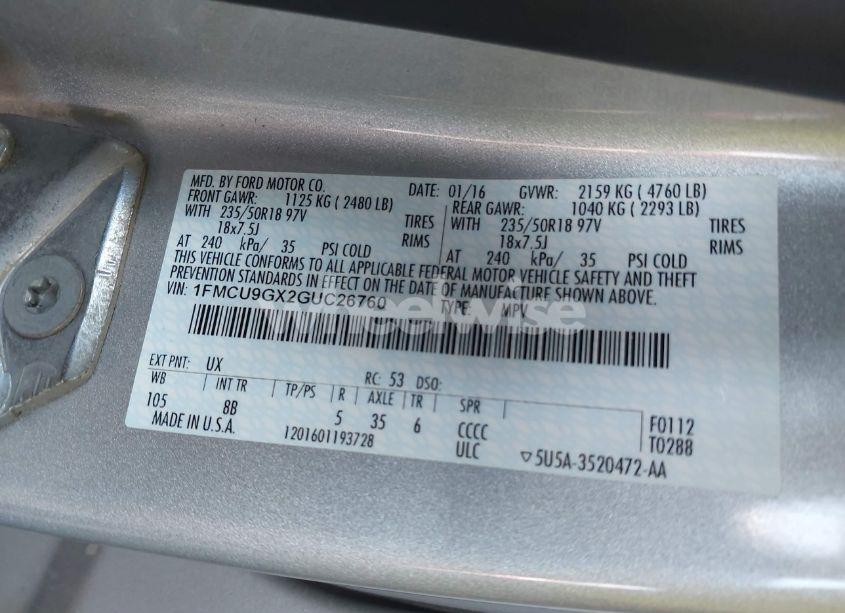 MFD. BY FORD MOTOR CO. DATE: 01/16 GVWR: 2159 KG ( 4760 LB)
FRONT GAWR: 1125 KG ( 2480 LB) REAR GAWR: 1040 KG ( 2293 LB)
WITH 235/50R18 97V TIRES WITH 235/50R18 97V TIRES
18x7.5J RIMS 18x7.5J RIMS
AT 240 kPa/ 35 PSI COLD AT 240 kPa/ 35 PSI COLD
THIS VEHICLE CONFORMS TO ALL APPLICABLE FEDERAL MOTOR VEHICLE SAFETY AND THEFT
PREVENTION STANDARDS IN EFFECT ON THE DATE OF MANUFACTURE SHOWN ABOVE.
VIN: 1FMCU9GX2GUC26760 TYPE: MPV
wheelwise
EXT PNT: UX RC: 53 DSO:
WB INT TR TP/PS R AXLE TR SPR
105 8B 5 35 6 CCCC F0112
MADE IN U.S.A. 1201601193728 ULC T0288
▽5U5A-3520472-AA